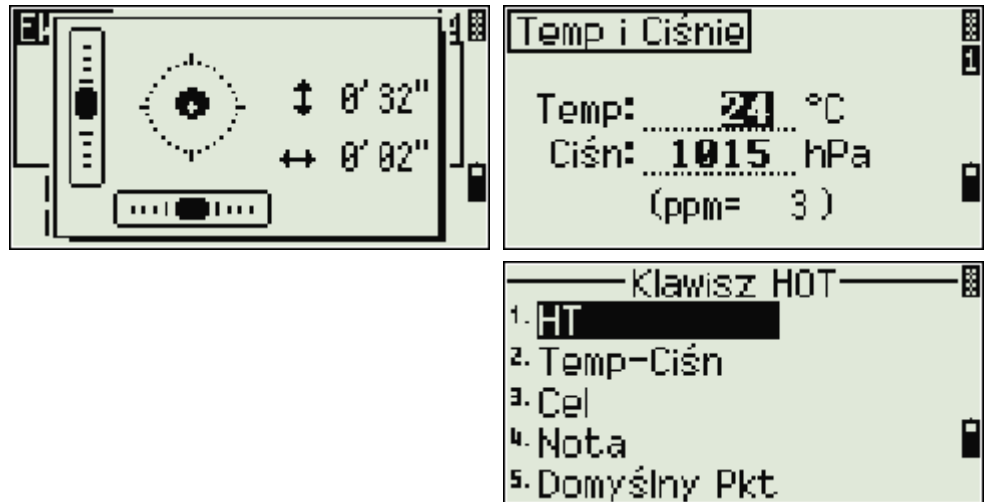 0' 32"
0' 02"
Temp i Ciśnie
1
Temp: 24 °C
Ciśn: 1015 hPa
(ppm= 3 )
Klawisz HOT
1. HT
2. Temp-Ciśn
3. Cel
4. Nota
5. Domyślny Pkt